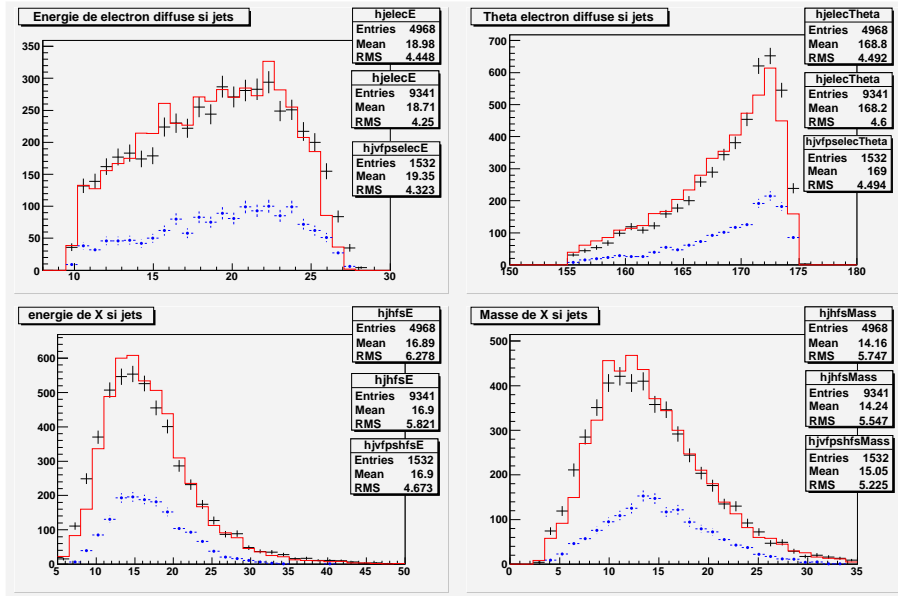 Energie de electron diffuse si jets
hjelecE
Entries 4968
Mean 18.98
RMS 4.448
hjelecE
Entries 9341
Mean 18.71
RMS 4.25
hjvfpselecE
Entries 1532
Mean 19.35
RMS 4.323
350
300
250
200
150
100
50
0
10 15 20 25 30
Theta electron diffuse si jets
hjelecTheta
Entries 4968
Mean 168.8
RMS 4.492
hjelecTheta
Entries 9341
Mean 168.2
RMS 4.6
hjvfpselecTheta
Entries 1532
Mean 169
RMS 4.494
700
600
500
400
300
200
100
0
150 155 160 165 170 175 180
energie de X si jets
hjhfsE
Entries 4968
Mean 16.89
RMS 6.278
hjhfsE
Entries 9341
Mean 16.9
RMS 5.821
hjvfpshfsE
Entries 1532
Mean 16.9
RMS 4.673
600
500
400
300
200
100
0
5 10 15 20 25 30 35 40 45 50
Masse de X si jets
hjhfsMass
Entries 4968
Mean 14.16
RMS 5.747
hjhfsMass
Entries 9341
Mean 14.24
RMS 5.547
hjvfpshfsMass
Entries 1532
Mean 15.05
RMS 5.225
500
400
300
200
100
0
0 5 10 15 20 25 30 35